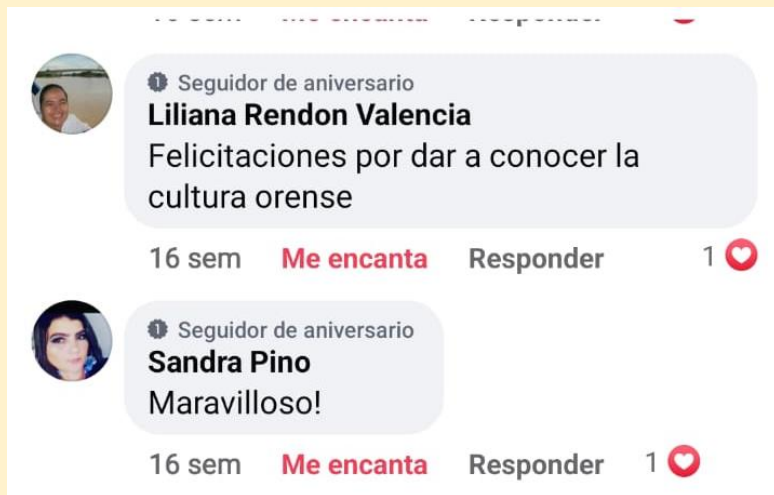 Seguidor de aniversario
Liliana Rendon Valencia
Felicitaciones por dar a conocer la
cultura orense
16 sem Me encanta Responder 1
Seguidor de aniversario
Sandra Pino
Maravilloso!
16 sem Me encanta Responder 1